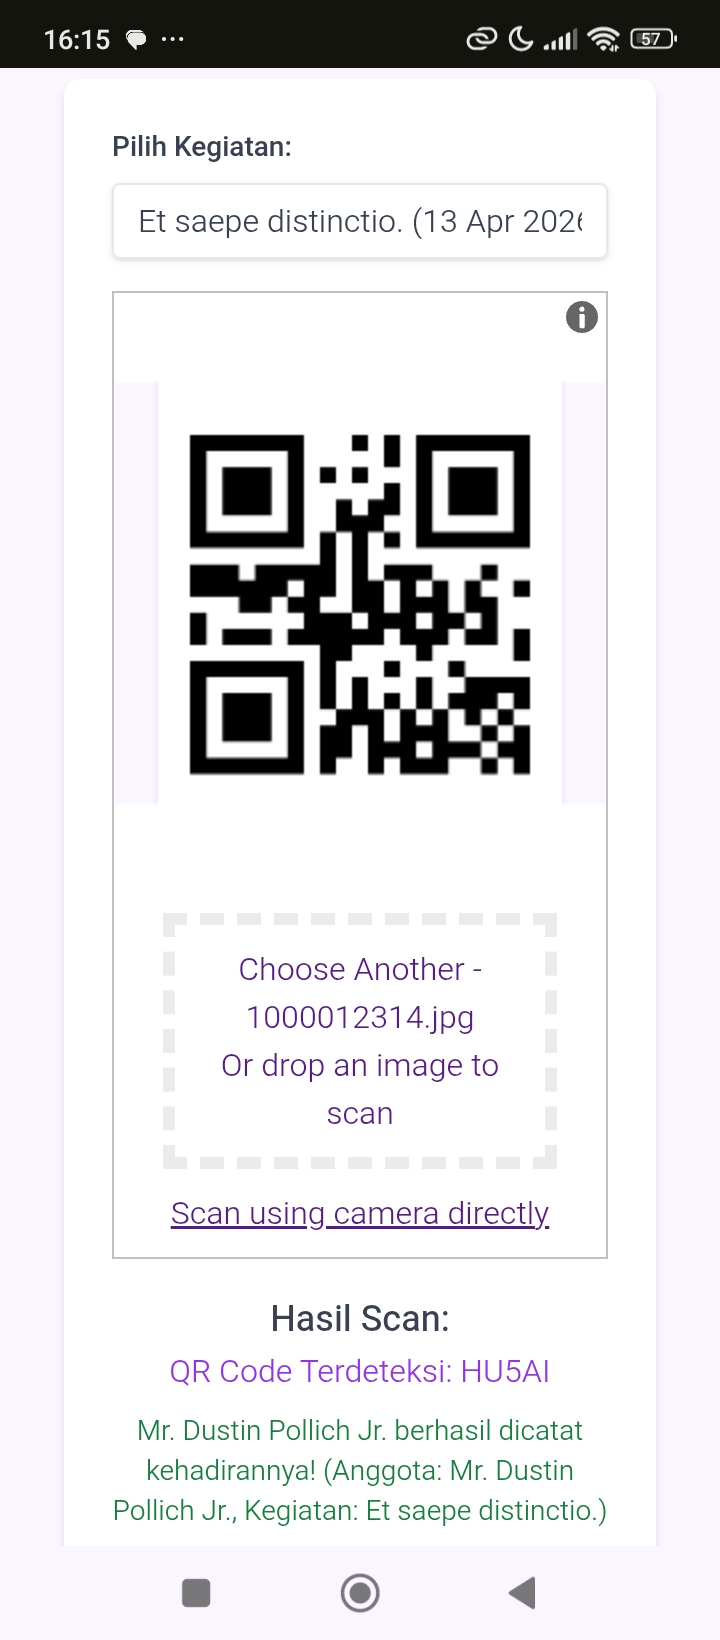 16:15
57
Pilih Kegiatan:
Et saepe distinctio. (13 Apr 2026
Choose Another -
1000012314.jpg
Or drop an image to
scan
Scan using camera directly
Hasil Scan:
QR Code Terdeteksi: HU5AI
Mr. Dustin Pollich Jr. berhasil dicatat
kehadirannya! (Anggota: Mr. Dustin
Pollich Jr., Kegiatan: Et saepe distinctio.)